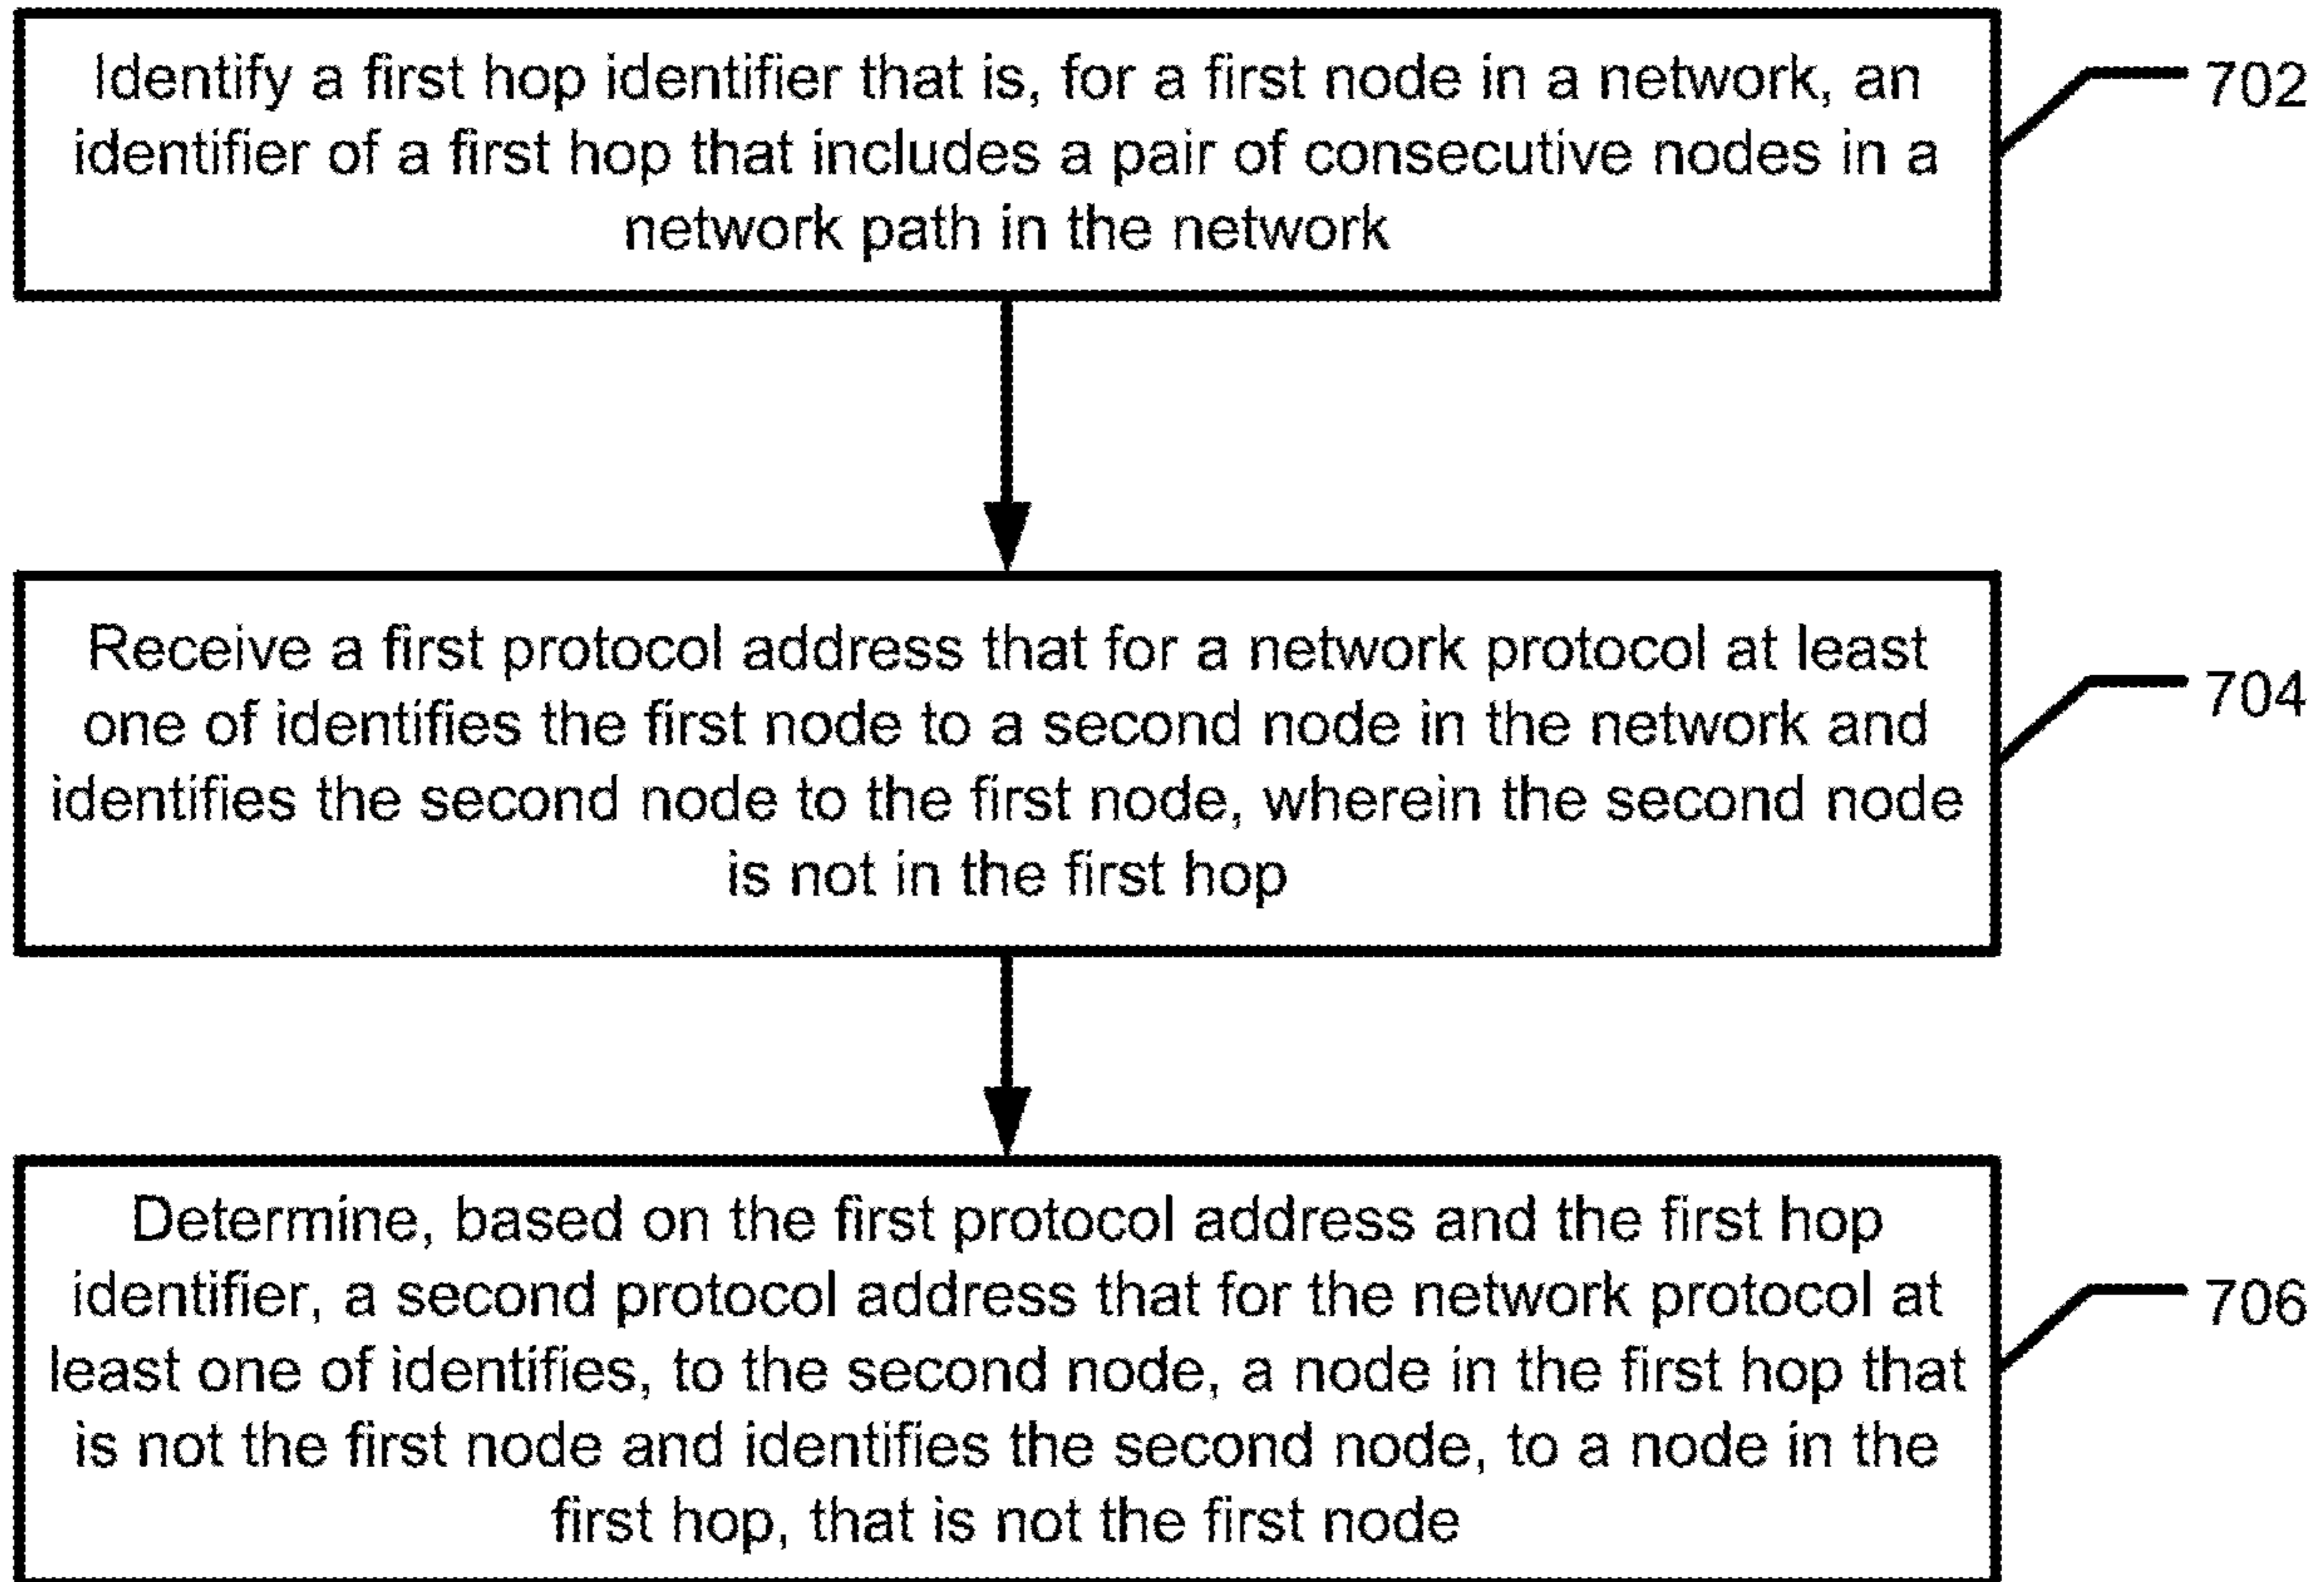 Identify a first hop identifier that is, for a first node in a network, an
identifier of a first hop that includes a pair of consecutive nodes in a
network path in the network
702
Receive a first protocol address that for a network protocol at least
one of identifies the first node to a second node in the network and
identifies the second node to the first node, wherein the second node
is not in the first hop
704
Determine, based on the first protocol address and the first hop
identifier, a second protocol address that for the network protocol at
least one of identifies, to the second node, a node in the first hop that
is not the first node and identifies the second node, to a node in the
first hop, that is not the first node
706